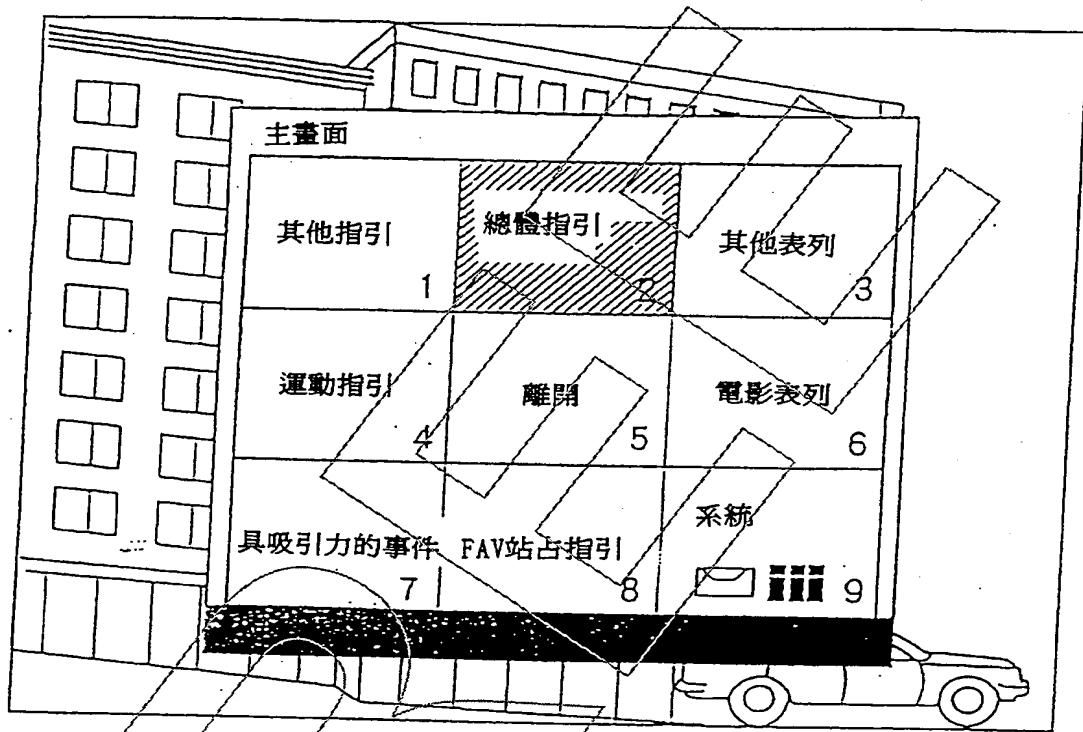 主畫面
其他指引
1
總體指引
2
其他表列
3
運動指引
4
離開
5
電影表列
6
具吸引力的事件
7
FAV站占指引
8
系統
9